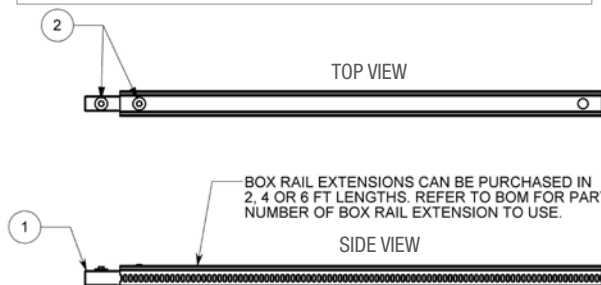 2
TOP VIEW
BOX RAIL EXTENSIONS CAN BE PURCHASED IN
2, 4 OR 6 FT LENGTHS. REFER TO BOM FOR PART
NUMBER OF BOX RAIL EXTENSION TO USE.
1
SIDE VIEW